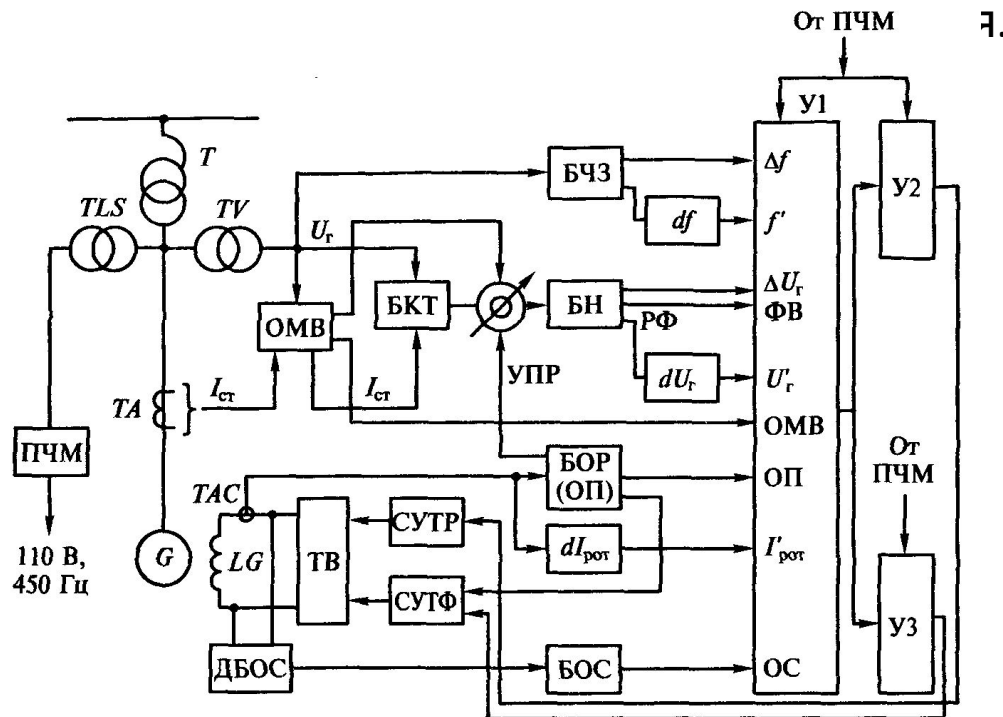 От ПЧМ
я.
У1
T
Δf
БЧЗ
У2
TLS
TV
U_г
df
f′
ΔU_г
БКТ
БН
ФВ
ОМВ
РФ
УПР
dU_г
U′_г
I_ст
I_ст
TA
ОМВ
ПЧМ
БОР
(ОП)
ОП
От
ПЧМ
TAC
СУТР
dI_рот
I′_рот
110 В,
450 Гц
G
LG
ТВ
СУТФ
У3
ДБОС
БОС
ОС